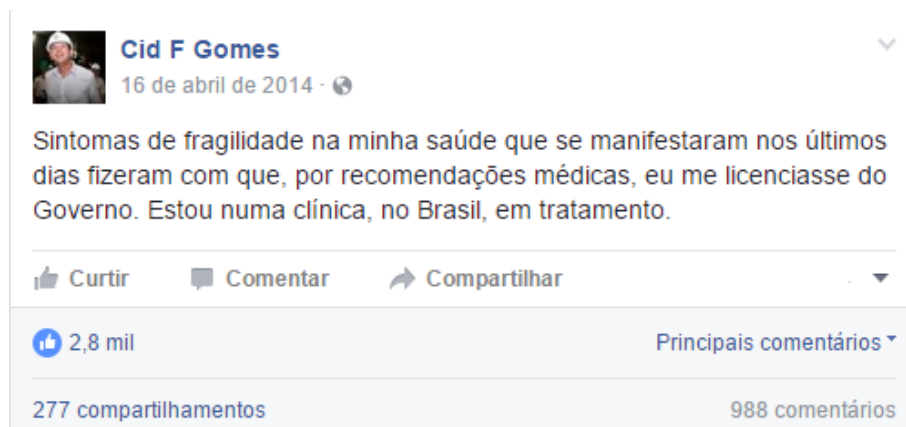 Cid F Gomes
16 de abril de 2014 ·
Sintomas de fragilidade na minha saúde que se manifestaram nos últimos
dias fizeram com que, por recomendações médicas, eu me licenciasse do
Governo. Estou numa clínica, no Brasil, em tratamento.
Curtir Comentar Compartilhar
2,8 mil Principais comentários
277 compartilhamentos 988 comentários